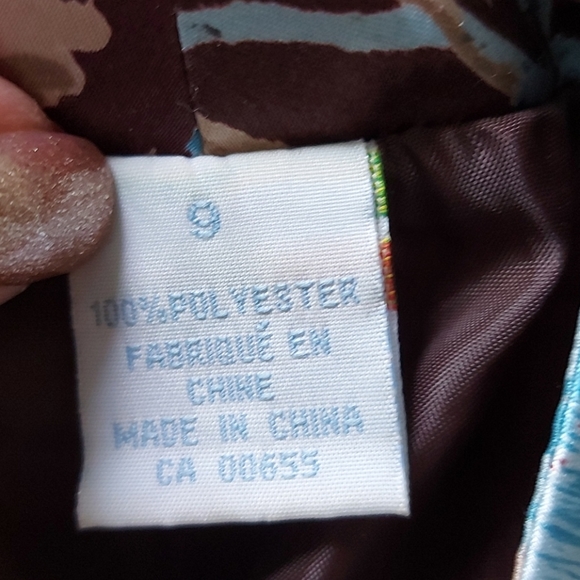 9
100%POLYESTER
FABRIQUÉ EN
CHINE
MADE IN CHINA
CA 00655